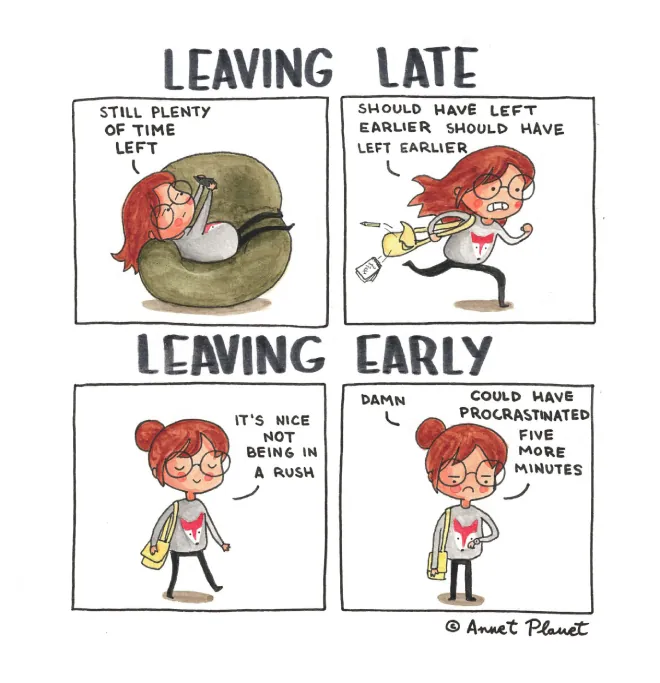 LEAVING LATE
STILL PLENTY
OF TIME
LEFT
SHOULD HAVE LEFT
EARLIER SHOULD HAVE
LEFT EARLIER
LEAVING EARLY
IT'S NICE
NOT
BEING IN
A RUSH
DAMN
COULD HAVE
PROCRASTINATED
FIVE
MORE
MINUTES
© Annet Planet